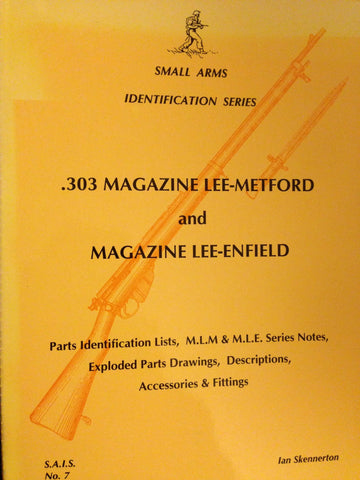 SMALL ARMS
IDENTIFICATION SERIES
.303 MAGAZINE LEE-METFORD
and
MAGAZINE LEE-ENFIELD
Parts Identification Lists, M.L.M & M.L.E. Series Notes,
Exploded Parts Drawings, Descriptions,
Accessories & Fittings
S.A.I.S.
No. 7
Ian Skennerton